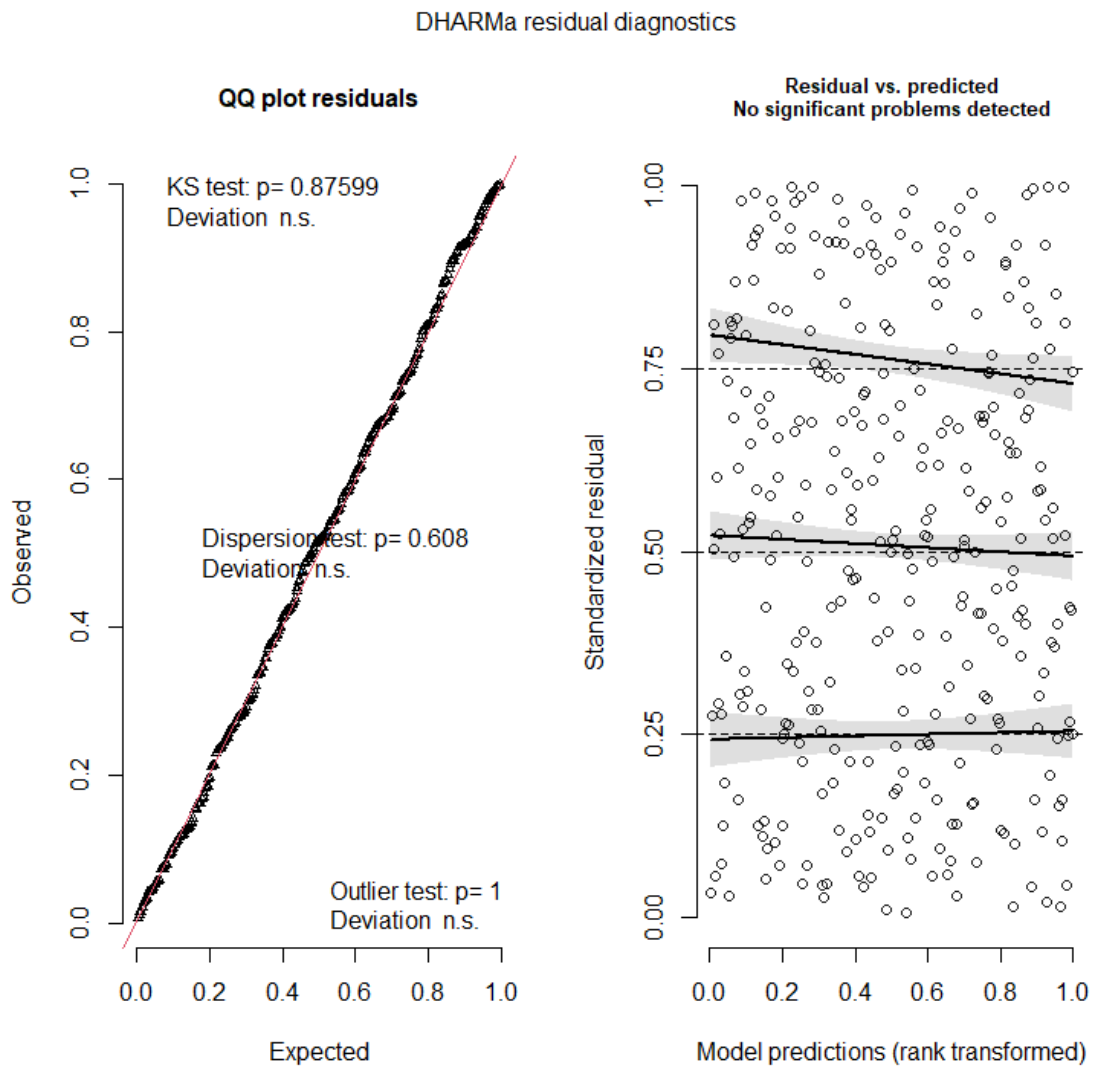 DHARMa residual diagnostics
QQ plot residuals
KS test: p= 0.87599
Deviation  n.s.
Dispersion test: p= 0.608
Deviation  n.s.
Outlier test: p= 1
Deviation  n.s.
Observed
0.0 0.2 0.4 0.6 0.8 1.0
0.0 0.2 0.4 0.6 0.8 1.0
Expected
Residual vs. predicted
No significant problems detected
Standardized residual
0.00 0.25 0.50 0.75 1.00
0.0 0.2 0.4 0.6 0.8 1.0
Model predictions (rank transformed)